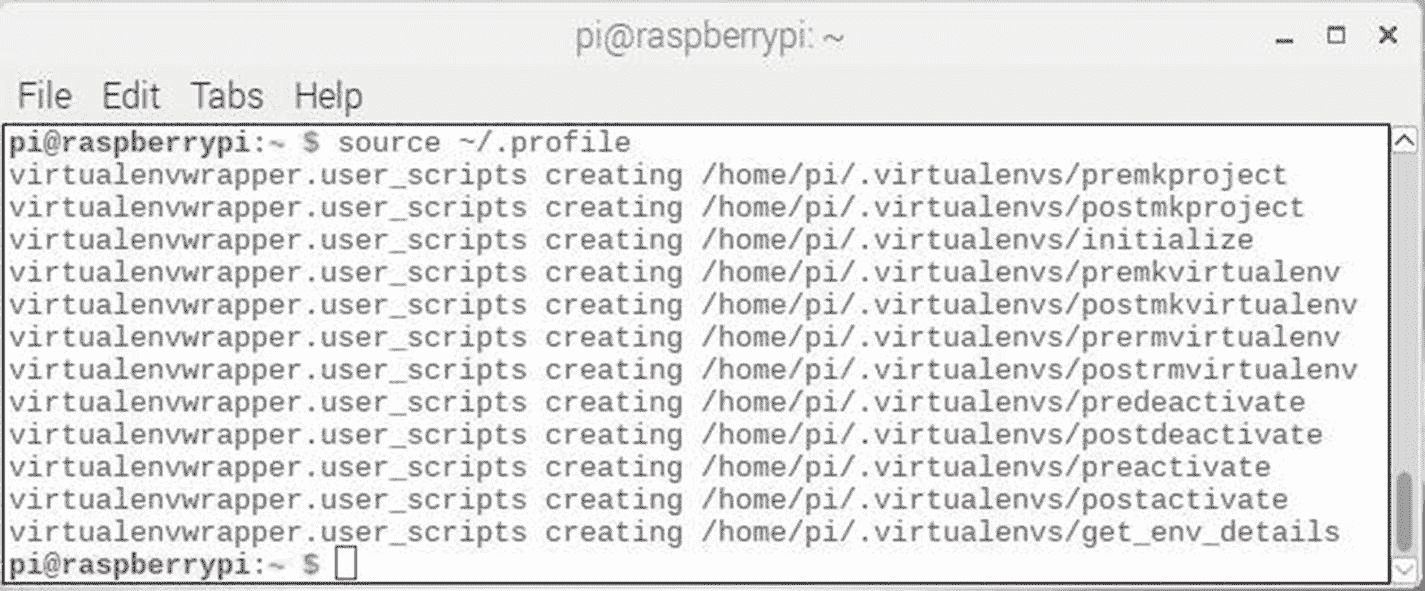 pi@raspberrypi: ~
File Edit Tabs Help
pi@raspberrypi:~ $ source ~/.profile
virtualenvwrapper.user_scripts creating /home/pi/.virtualenvs/premkproject
virtualenvwrapper.user_scripts creating /home/pi/.virtualenvs/postmkproject
virtualenvwrapper.user_scripts creating /home/pi/.virtualenvs/initialize
virtualenvwrapper.user_scripts creating /home/pi/.virtualenvs/premkvirtualenv
virtualenvwrapper.user_scripts creating /home/pi/.virtualenvs/postmkvirtualenv
virtualenvwrapper.user_scripts creating /home/pi/.virtualenvs/prermvirtualenv
virtualenvwrapper.user_scripts creating /home/pi/.virtualenvs/postrmvirtualenv
virtualenvwrapper.user_scripts creating /home/pi/.virtualenvs/predeactivate
virtualenvwrapper.user_scripts creating /home/pi/.virtualenvs/postdeactivate
virtualenvwrapper.user_scripts creating /home/pi/.virtualenvs/preactivate
virtualenvwrapper.user_scripts creating /home/pi/.virtualenvs/postactivate
virtualenvwrapper.user_scripts creating /home/pi/.virtualenvs/get_env_details
pi@raspberrypi:~ $